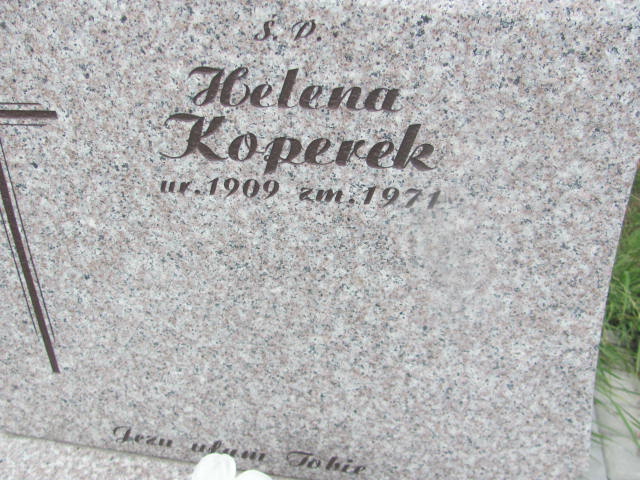 Ś. P.
Helena
Koperek
ur. 1909 zm. 1971
Jezu ufam Tobie